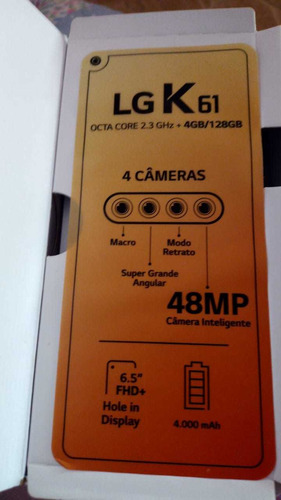 LG K61
OCTA CORE 2.3 GHz + 4GB/128GB
4 CÂMERAS
Macro
Modo
Retrato
Super Grande
Angular
48MP
Câmera Inteligente
6.5"
FHD+
Hole in
Display
4.000 mAh